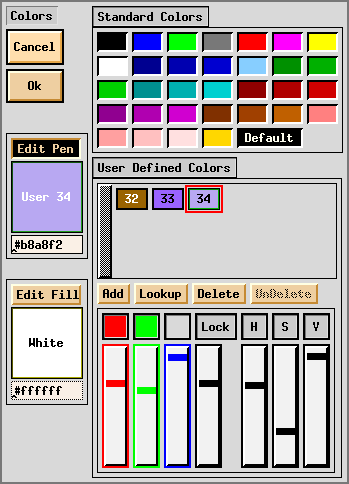 Colors
Cancel
Ok
Standard Colors
Default
Edit Pen
User 34
#b8a8f2
User Defined Colors
32 33 34
Edit Fill
White
#ffffff
Add Lookup Delete UnDelete
Lock H S V